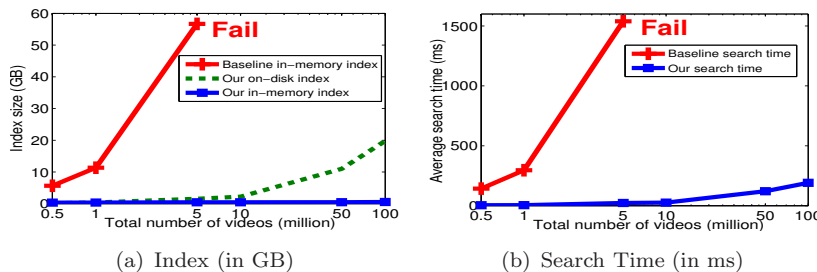 Index size (GB)
60
50
40
30
20
10
0
Fail
Baseline in-memory index
Our on-disk index
Our in-memory index
0.5 1 5 10 50 100
Total number of videos (million)
(a) Index (in GB)
Average search time (ms)
1500
1000
500
0
Fail
Baseline search time
Our search time
0.5 1 5 10 50 100
Total number of videos (million)
(b) Search Time (in ms)